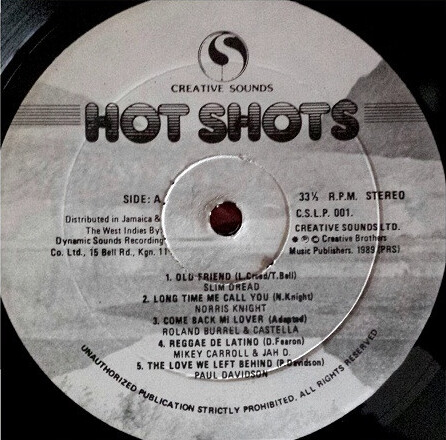 CREATIVE SOUNDS
HOT SHOTS
SIDE: A
Distributed in Jamaica &
The West Indies By:
Dynamic Sounds Recording
Co. Ltd., 15 Bell Rd., Kgn. 11
33⅓ R.P.M. STEREO
C.S.L.P. 001.
CREATIVE SOUNDS LTD.
℗ © Creative Brothers
Music Publishers. 1989 (PRS)
1. OLD FRIEND (L.Creed/T.Bell)
SLIM DREAD
2. LONG TIME ME CALL YOU (N.Knight)
NORRIS KNIGHT
3. COME BACK MI LOVER (Adapted)
ROLAND BURREL & CASTELLA
4. REGGAE DE LATINO (D.Fearon)
MIKEY CARROLL & JAH D.
5. THE LOVE WE LEFT BEHIND (P.Davidson)
PAUL DAVIDSON
UNAUTHORIZED PUBLICATION STRICTLY PROHIBITED. ALL RIGHTS RESERVED